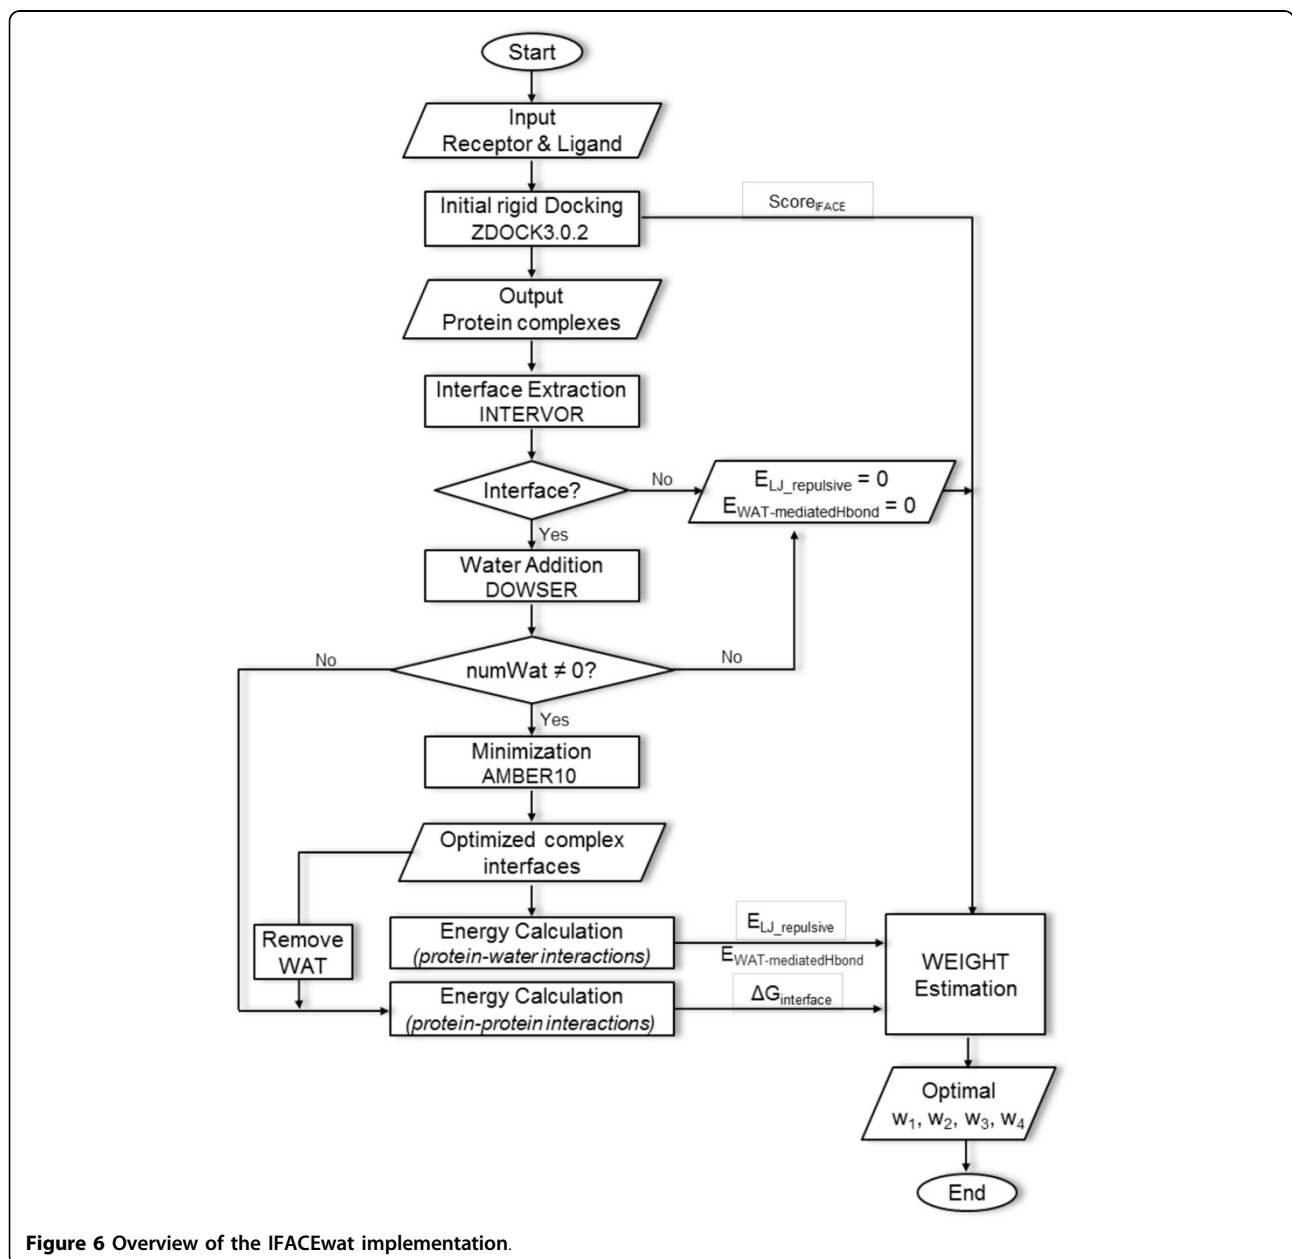 Start
Input
Receptor & Ligand
Initial rigid Docking
ZDOCK3.0.2
Score_IFACE
Output
Protein complexes
Interface Extraction
INTERVOR
Interface?
No
E_LJ_repulsive = 0
E_WAT-mediatedHbond = 0
Yes
Water Addition
DOWSER
No
numWat ≠ 0?
No
Yes
Minimization
AMBER10
Optimized complex
interfaces
Remove
WAT
Energy Calculation
(protein-water interactions)
E_LJ_repulsive
E_WAT-mediatedHbond
Energy Calculation
(protein-protein interactions)
ΔG_interface
WEIGHT
Estimation
Optimal
w₁, w₂, w₃, w₄
End
Figure 6 Overview of the IFACEwat implementation.